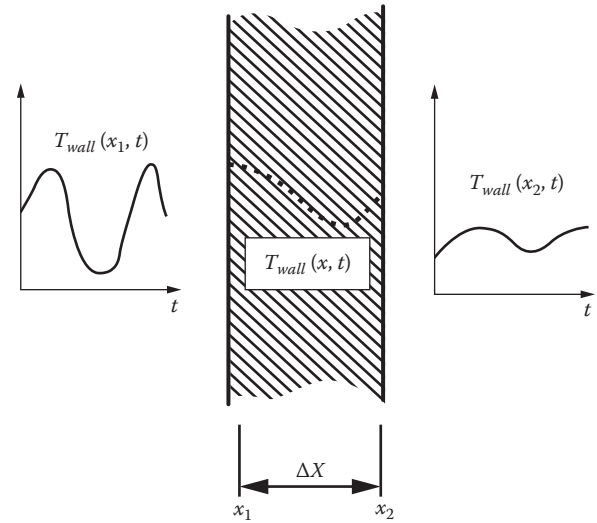 T_wall (x_1, t)
t
T_wall (x, t)
T_wall (x_2, t)
t
ΔX
x_1
x_2